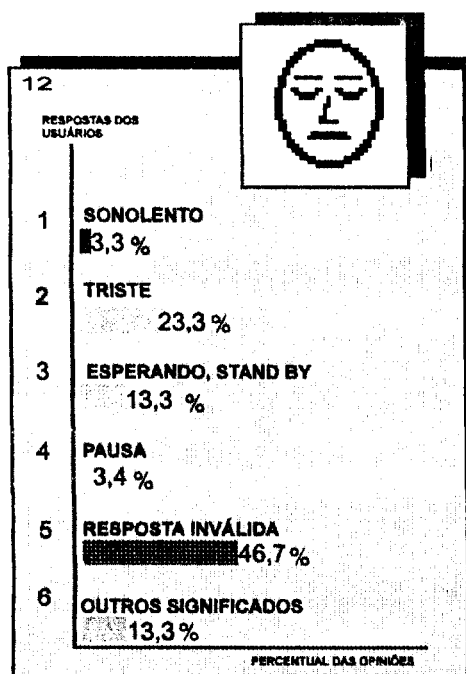 12
RESPOSTAS DOS
USUÁRIOS
1 SONOLENTO
3,3 %
2 TRISTE
23,3 %
3 ESPERANDO, STAND BY
13,3 %
4 PAUSA
3,4 %
5 RESPOSTA INVÁLIDA
46,7 %
6 OUTROS SIGNIFICADOS
13,3 %
PERCENTUAL DAS OPINIÕES